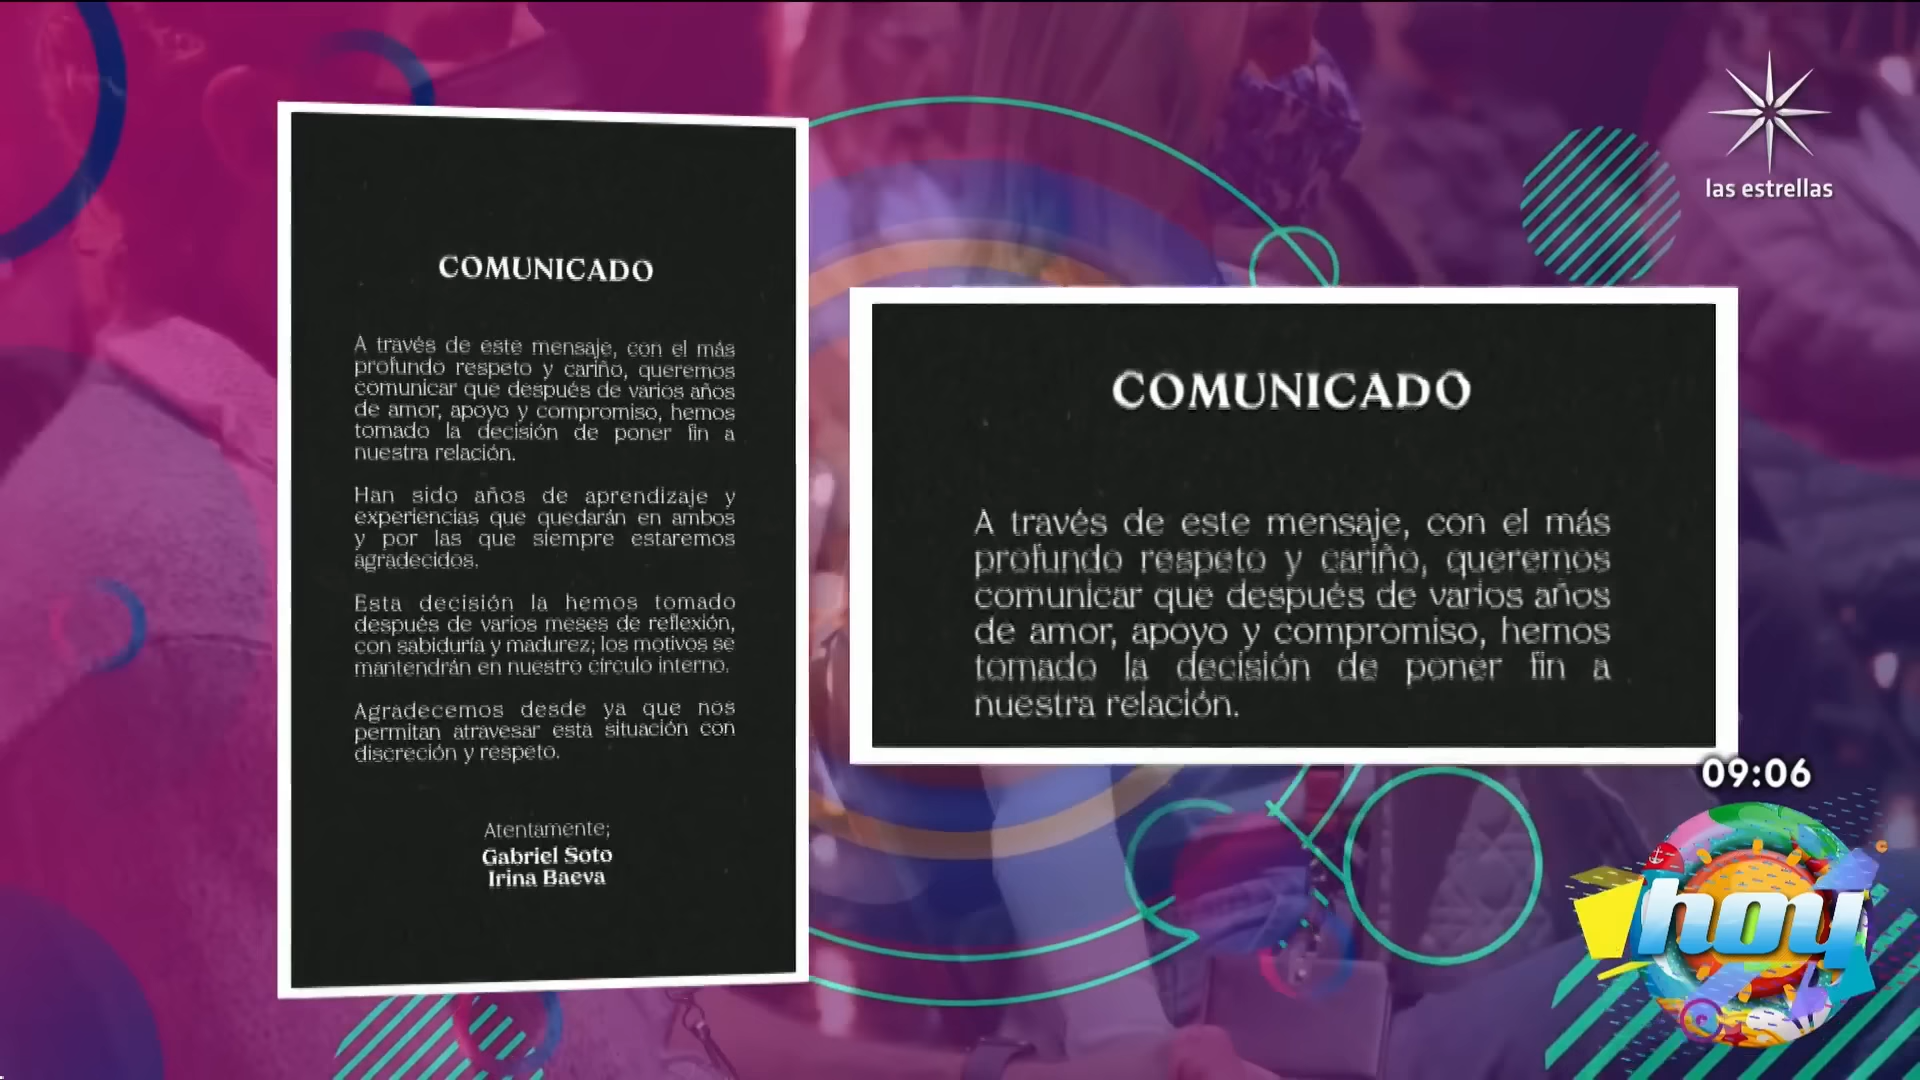 COMUNICADO
A través de este mensaje, con el más
profundo respeto y cariño, queremos
comunicar que después de varios años
de amor, apoyo y compromiso, hemos
tomado la decisión de poner fin a
nuestra relación.
Han sido años de aprendizaje y
experiencias que quedarán en ambos
y por las que siempre estaremos
agradecidos.
Esta decisión la hemos tomado
después de varios meses de reflexión,
con sabiduría y madurez; los motivos se
mantendrán en nuestro círculo interno.
Agradecemos desde ya que nos
permitan atravesar esta situación con
discreción y respeto.
Atentamente;
Gabriel Soto
Irina Baeva
COMUNICADO
A través de este mensaje, con el más
profundo respeto y cariño, queremos
comunicar que después de varios años
de amor, apoyo y compromiso, hemos
tomado la decisión de poner fin a
nuestra relación.
las estrellas
09:06
hoy